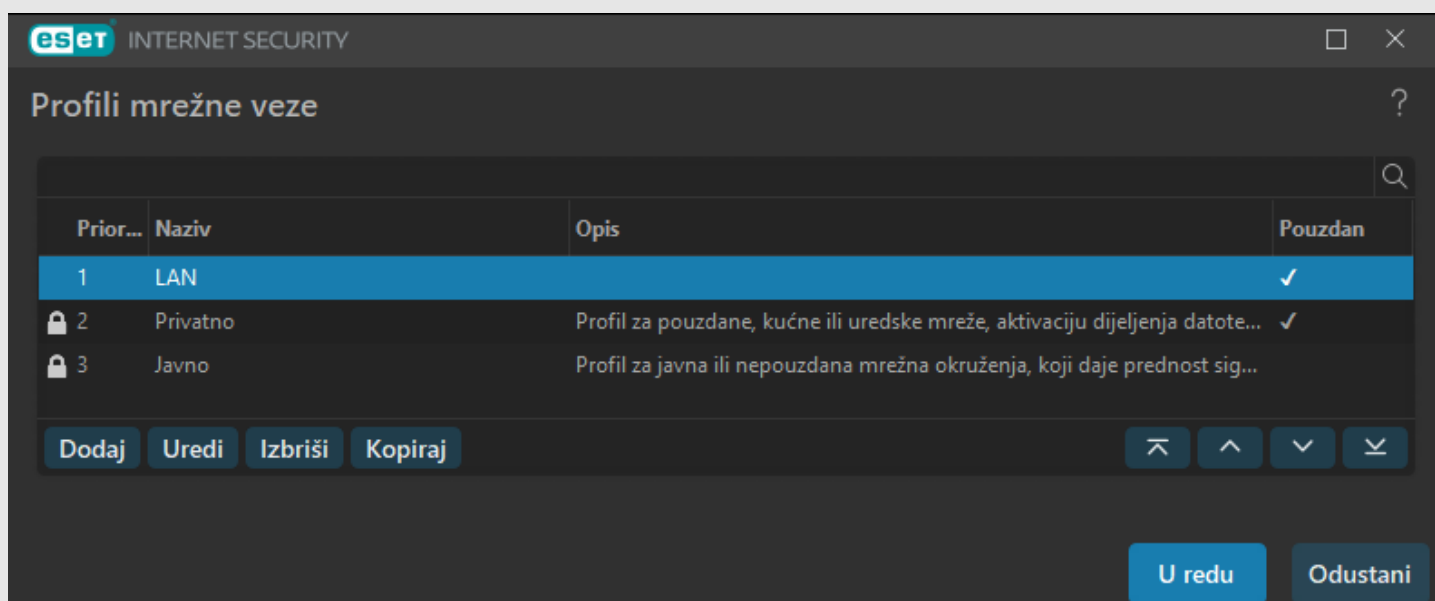 eset INTERNET SECURITY
Profili mrežne veze
Prior... Naziv Opis Pouzdan
1 LAN ✓
2 Privatno Profil za pouzdane, kućne ili uredske mreže, aktivaciju dijeljenja datote... ✓
3 Javno Profil za javna ili nepouzdana mrežna okruženja, koji daje prednost sig...
Dodaj Uredi Izbriši Kopiraj
U redu Odustani